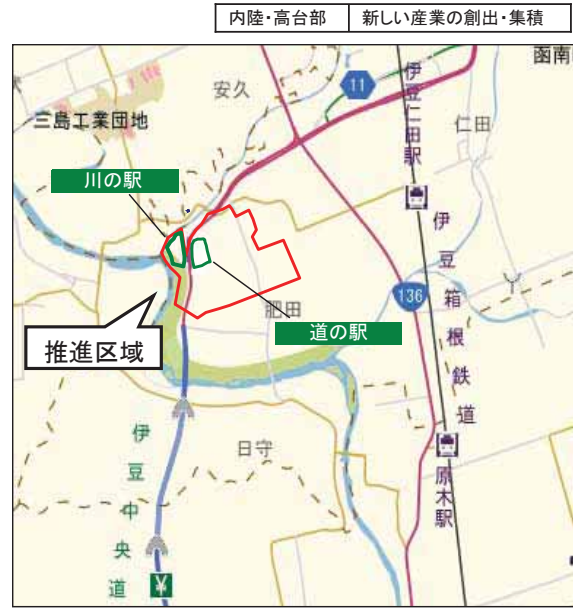 内陸・高台部 新しい産業の創出・集積
函南
安久
11
伊豆仁田駅
仁田
三島工業団地
川の駅
伊豆箱根鉄道
136
肥田
道の駅
推進区域
日守
原木駅
伊豆中央道
¥